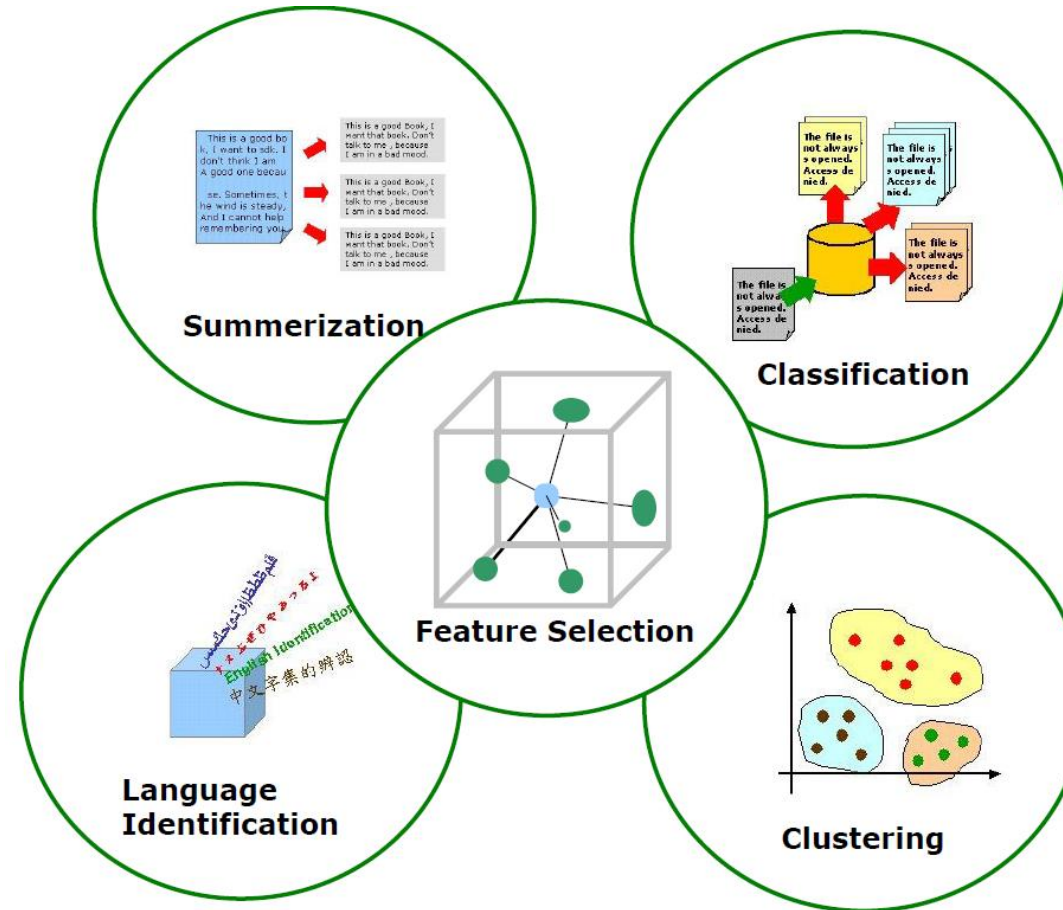 This is a good bo
k, I want to sdk. I
don't think I am
A good one becau
se. Sometimes, t
he wind is steady,
And I cannot help
remembering you
This is a good Book, I
want that book. Don't
talk to me , because
I am in a bad mood.
This is a good Book, I
want that book. Don't
talk to me , because
I am in a bad mood.
This is a good Book, I
want that book. Don't
talk to me , because
I am in a bad mood.
Summerization
The file is
not alway
s opened.
Access de
nied.
The file is
not always
s opened.
Access de
nied.
The file is
not always
s opened.
Access de
nied.
The file is
not alway
s opened.
Access de
nied.
Classification
Feature Selection
English Identification
中文字集的辨認
Language
Identification
Clustering